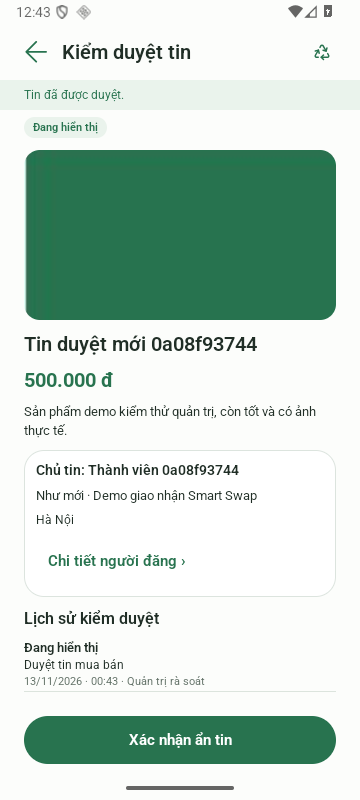 12:43
Kiểm duyệt tin
Tin đã được duyệt.
Đang hiển thị
Tin duyệt mới 0a08f93744
500.000 đ
Sản phẩm demo kiểm thử quản trị, còn tốt và có ảnh
thực tế.
Chủ tin: Thành viên 0a08f93744
Như mới · Demo giao nhận Smart Swap
Hà Nội
Chi tiết người đăng ›
Lịch sử kiểm duyệt
Đang hiển thị
Duyệt tin mua bán
13/11/2026 · 00:43 · Quản trị rà soát
Xác nhận ẩn tin